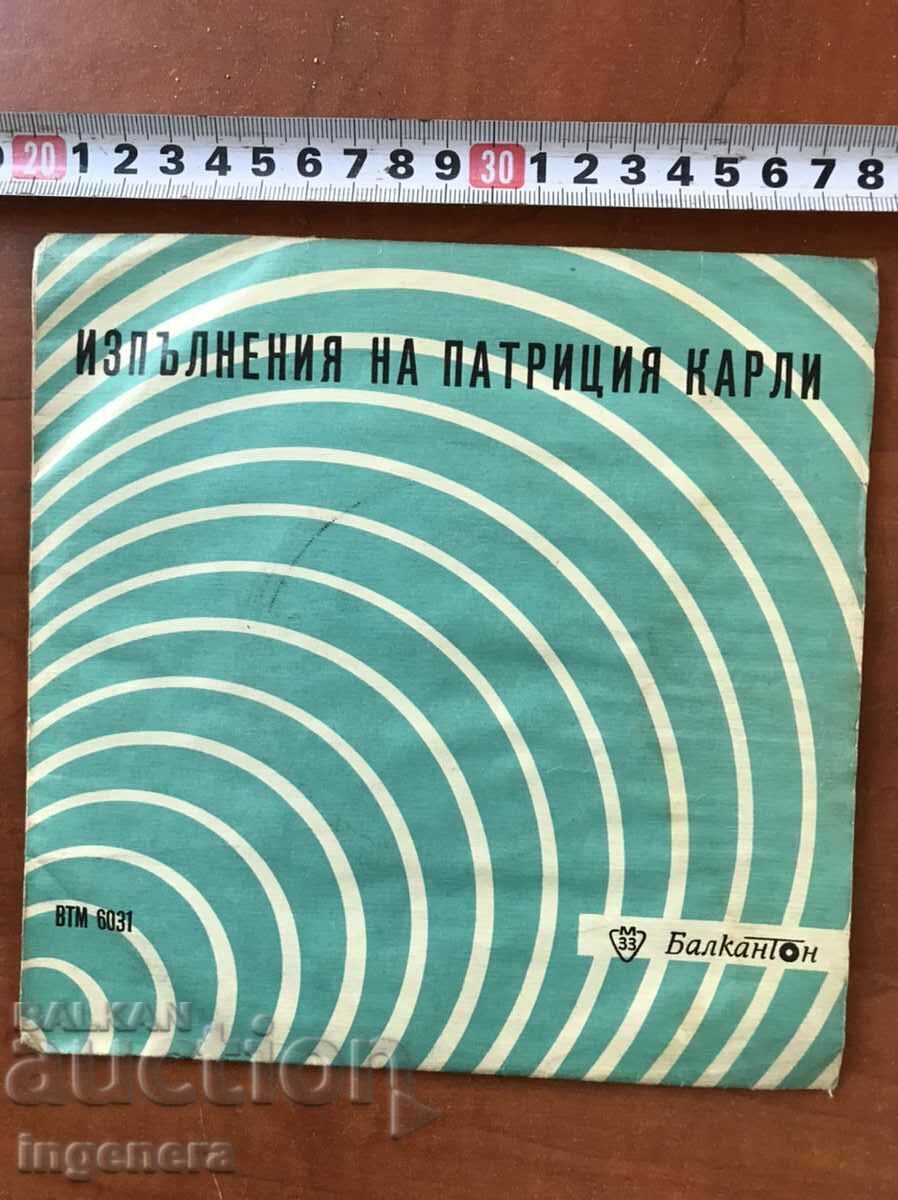 20 1 2 3 4 5 6 7 8 9 30 1 2 3 4 5 6 7 8
ИЗПЪЛНЕНИЯ НА ПАТРИЦИЯ КАРЛИ
ВТМ 6031
М 33 Балкантон
BALKAN
auction
ingenera